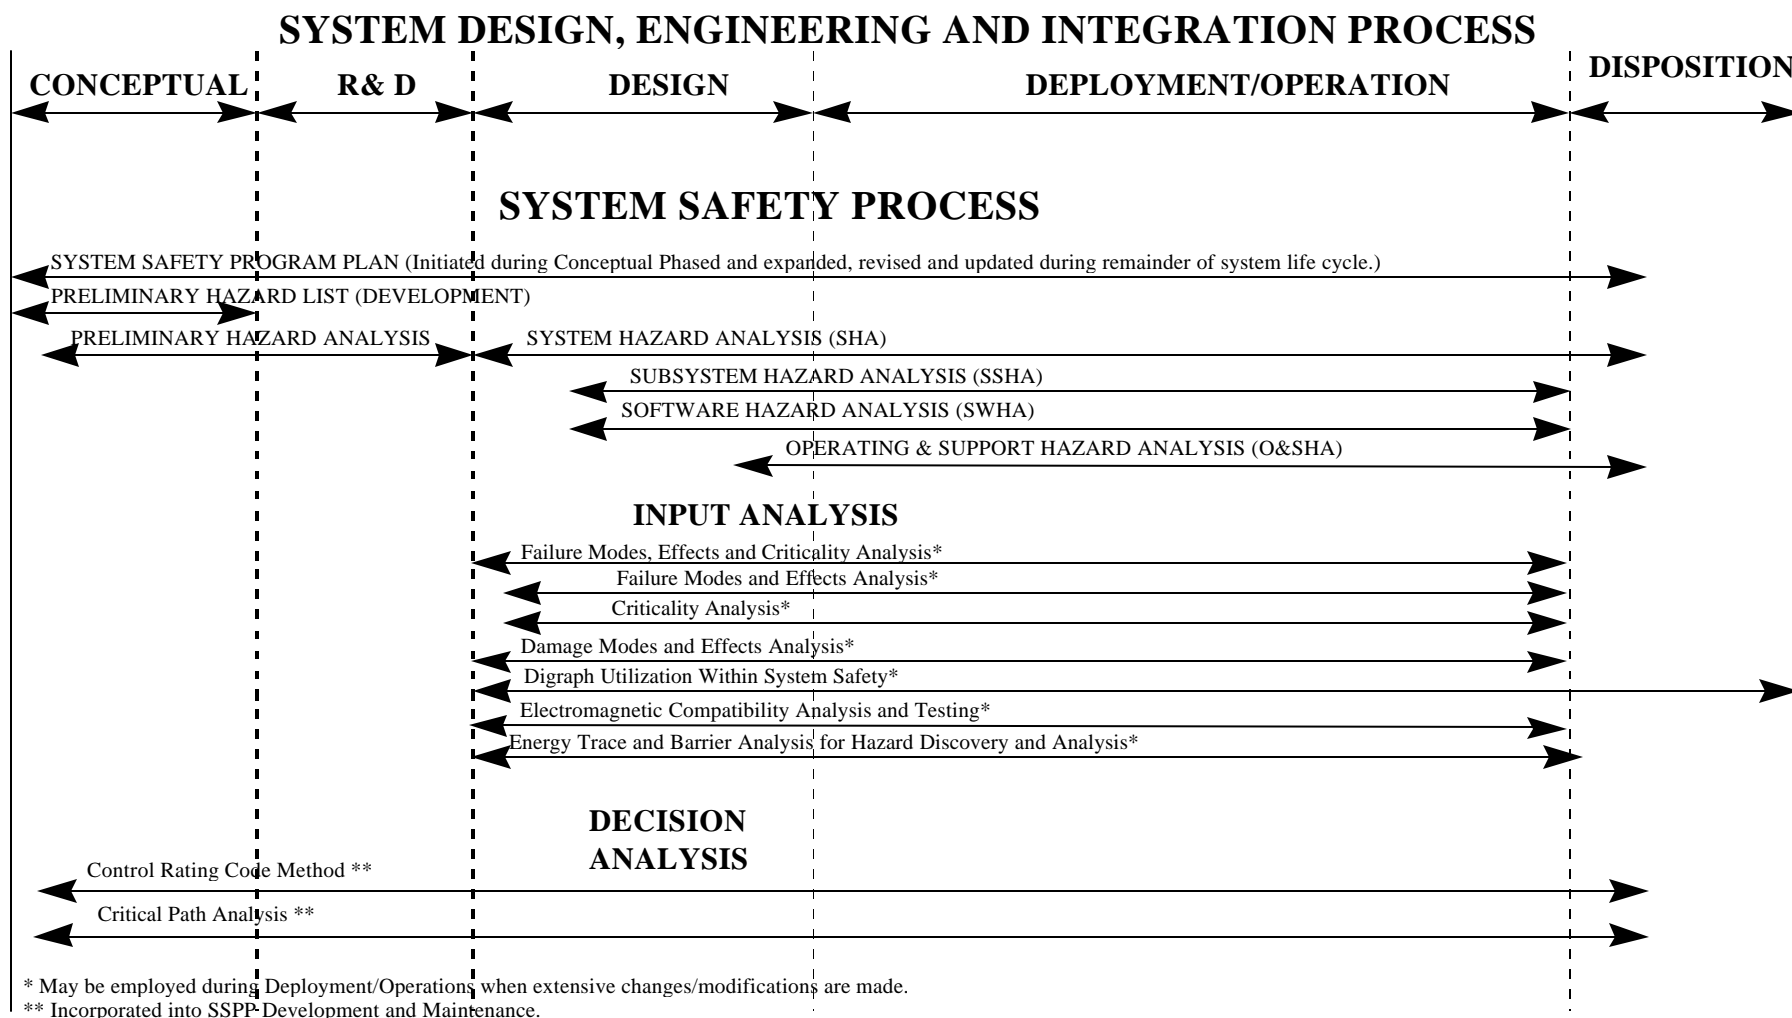 SYSTEM DESIGN, ENGINEERING AND INTEGRATION PROCESS
CONCEPTUAL R& D DESIGN DEPLOYMENT/OPERATION DISPOSITION
SYSTEM SAFETY PROCESS
SYSTEM SAFETY PROGRAM PLAN (Initiated during Conceptual Phased and expanded, revised and updated during remainder of system life cycle.)
PRELIMINARY HAZARD LIST (DEVELOPMENT)
PRELIMINARY HAZARD ANALYSIS SYSTEM HAZARD ANALYSIS (SHA)
SUBSYSTEM HAZARD ANALYSIS (SSHA)
SOFTWARE HAZARD ANALYSIS (SWHA)
OPERATING & SUPPORT HAZARD ANALYSIS (O&SHA)
INPUT ANALYSIS
Failure Modes, Effects and Criticality Analysis*
Failure Modes and Effects Analysis*
Criticality Analysis*
Damage Modes and Effects Analysis*
Digraph Utilization Within System Safety*
Electromagnetic Compatibility Analysis and Testing*
Energy Trace and Barrier Analysis for Hazard Discovery and Analysis*
DECISION
ANALYSIS
Control Rating Code Method **
Critical Path Analysis **
* May be employed during Deployment/Operations when extensive changes/modifications are made.
** Incorporated into SSPP Development and Maintenance.